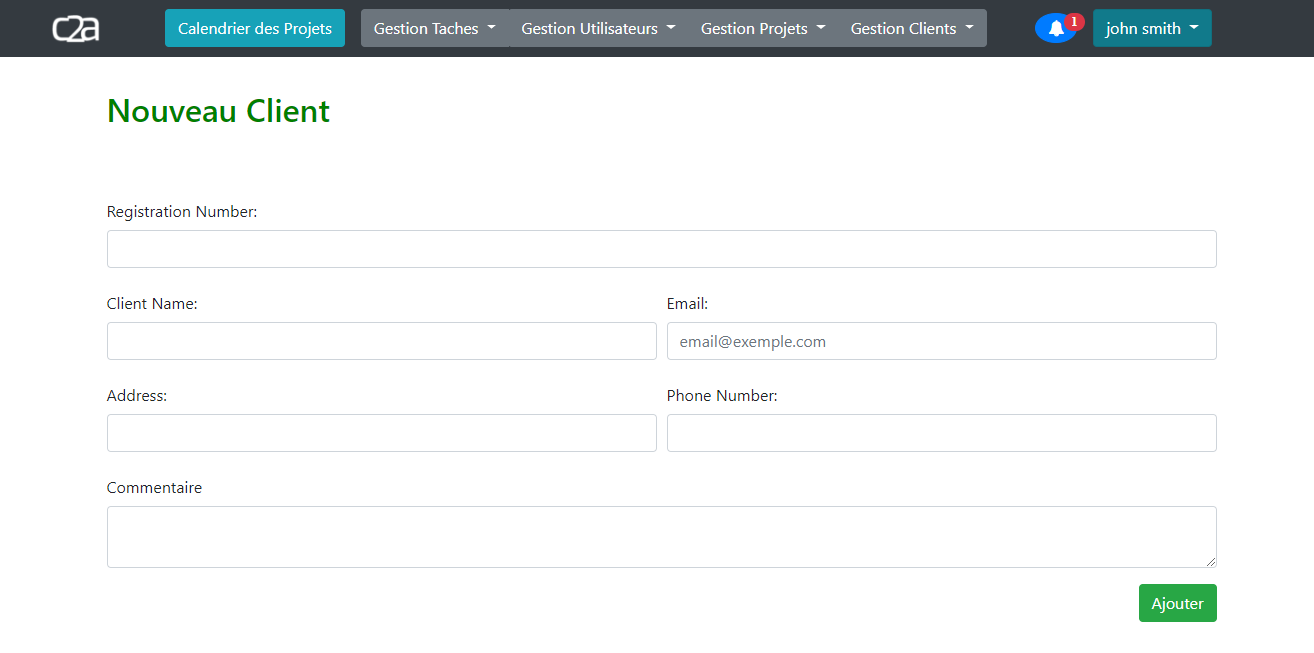 c2a Calendrier des Projets Gestion Taches Gestion Utilisateurs Gestion Projets Gestion Clients 1 john smith
Nouveau Client
Registration Number:
Client Name: Email:
email@exemple.com
Address: Phone Number:
Commentaire
Ajouter